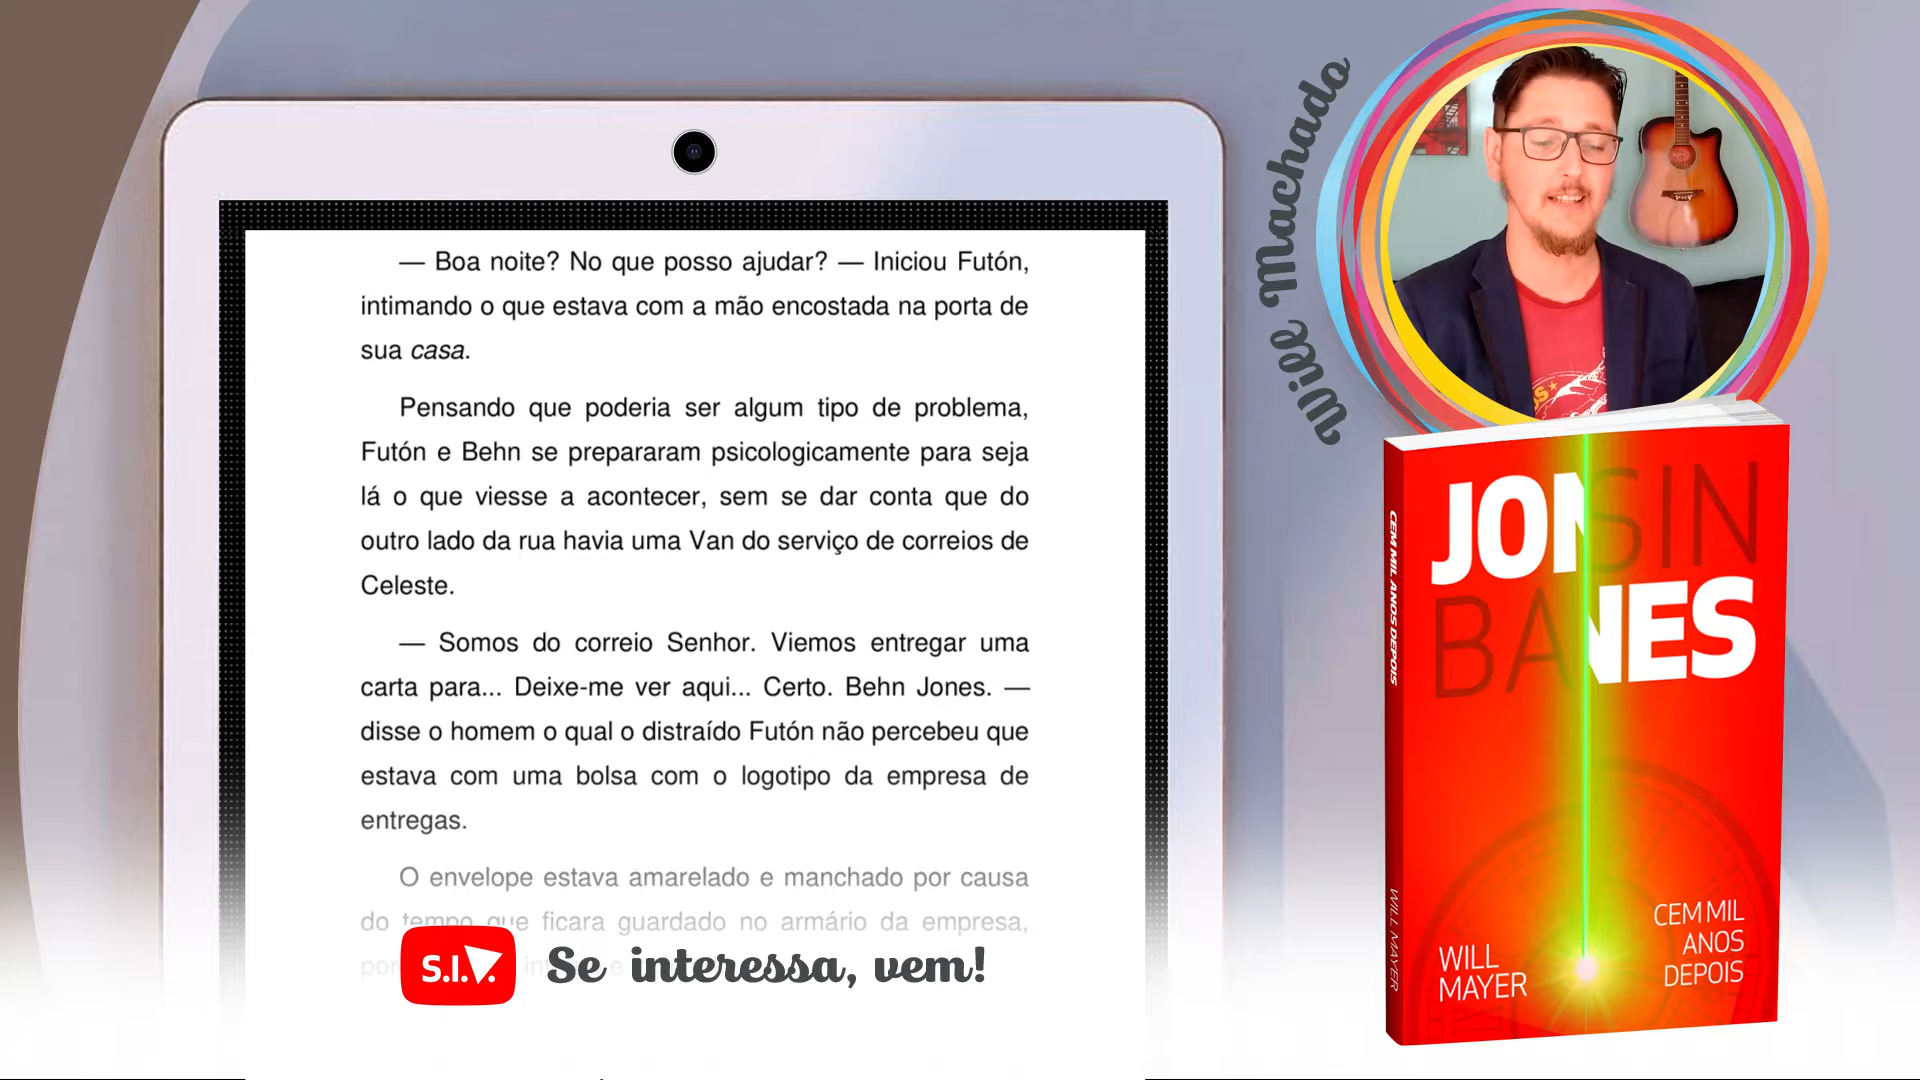 — Boa noite? No que posso ajudar? — Iniciou Futón,
intimando o que estava com a mão encostada na porta de
sua casa.
Pensando que poderia ser algum tipo de problema,
Futón e Behn se prepararam psicologicamente para seja
lá o que viesse a acontecer, sem se dar conta que do
outro lado da rua havia uma Van do serviço de correios de
Celeste.
— Somos do correio Senhor. Viemos entregar uma
carta para... Deixe-me ver aqui... Certo. Behn Jones. —
disse o homem o qual o distraído Futón não percebeu que
estava com uma bolsa com o logotipo da empresa de
entregas.
O envelope estava amarelado e manchado por causa
do tempo que ficara guardado no armário da empresa,
S.I.V.
Se interessa, vem!
Will Machado
JONSIN
BANES
WILL
MAYER
CEM MIL
ANOS
DEPOIS
CEM MIL ANOS DEPOIS
WILL MAYER